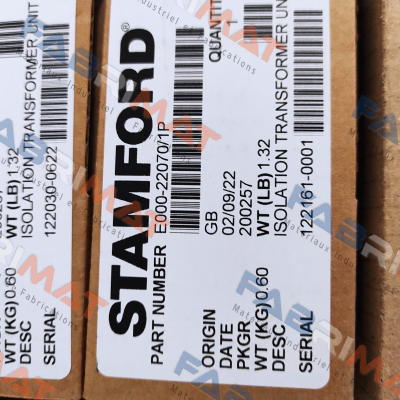 WT (KG) 0.60 WT (LB) 1.32
DESC ISOLATION TRANSFORMER UNIT
SERIAL 122030-0622
STAMFORD®
PART NUMBER E000-22070/1P
QUANTITY
1
ORIGIN GB
DATE 02/09/22
PKGR 200257
WT (KG) 0.60 WT (LB) 1.32
DESC ISOLATION TRANSFORMER UNIT
SERIAL 122161-0001
FABRIMAT